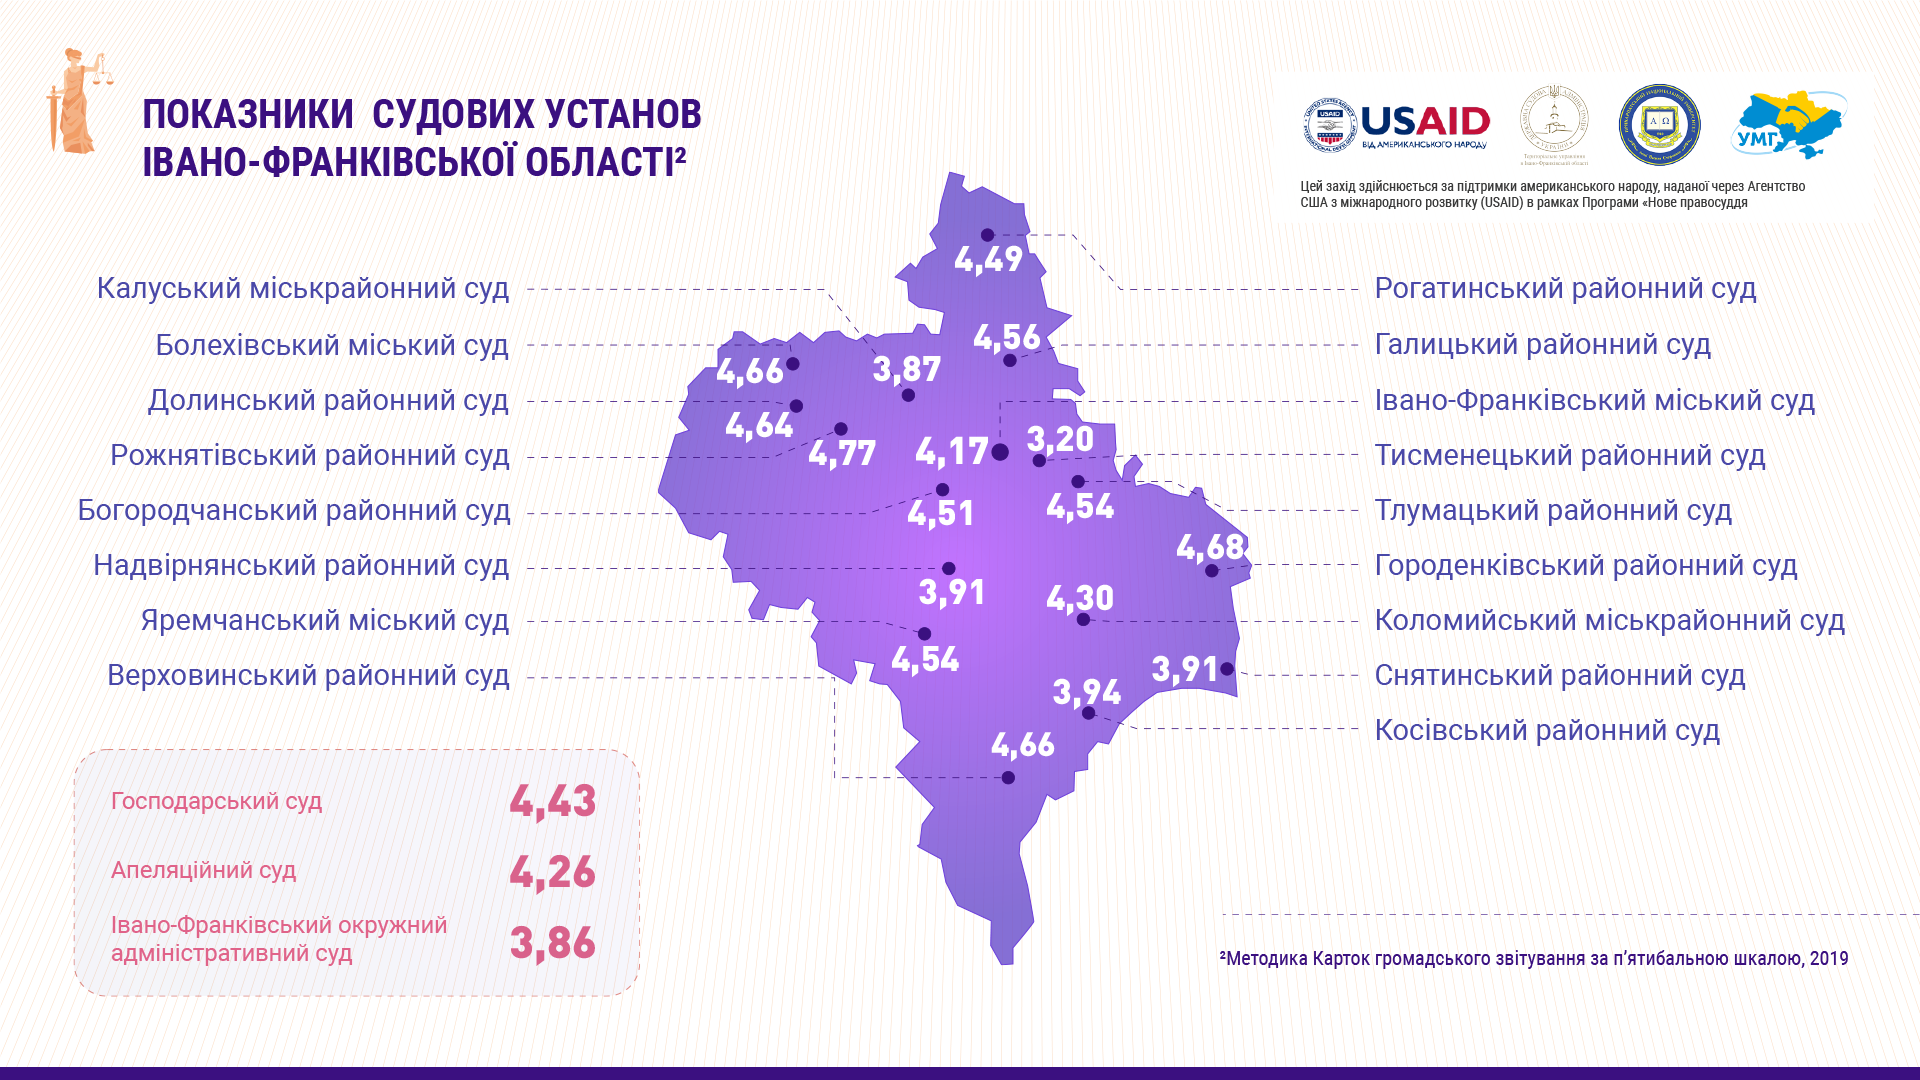 ПОКАЗНИКИ СУДОВИХ УСТАНОВ
ІВАНО-ФРАНКІВСЬКОЇ ОБЛАСТІ²
USAID
USAID
ВІД АМЕРИКАНСЬКОГО НАРОДУ
УМГ
Цей захід здійснюється за підтримки американського народу, наданої через Агентство
США з міжнародного розвитку (USAID) в рамках Програми «Нове правосуддя
Калуський міськрайонний суд
Болехівський міський суд
Долинський районний суд
Рожнятівський районний суд
Богородчанський районний суд
Надвірнянський районний суд
Яремчанський міський суд
Верховинський районний суд
4,49
4,56
4,66
3,87
4,64
4,77
4,17
3,20
4,51
4,54
4,68
3,91
4,30
4,54
3,91
3,94
4,66
Рогатинський районний суд
Галицький районний суд
Івано-Франківський міський суд
Тисменецький районний суд
Тлумацький районний суд
Городенківський районний суд
Коломийський міськрайонний суд
Снятинський районний суд
Косівський районний суд
Господарський суд 4,43
Апеляційний суд 4,26
Івано-Франківський окружний
адміністративний суд 3,86
²Методика Карток громадського звітування за п’ятибальною шкалою, 2019